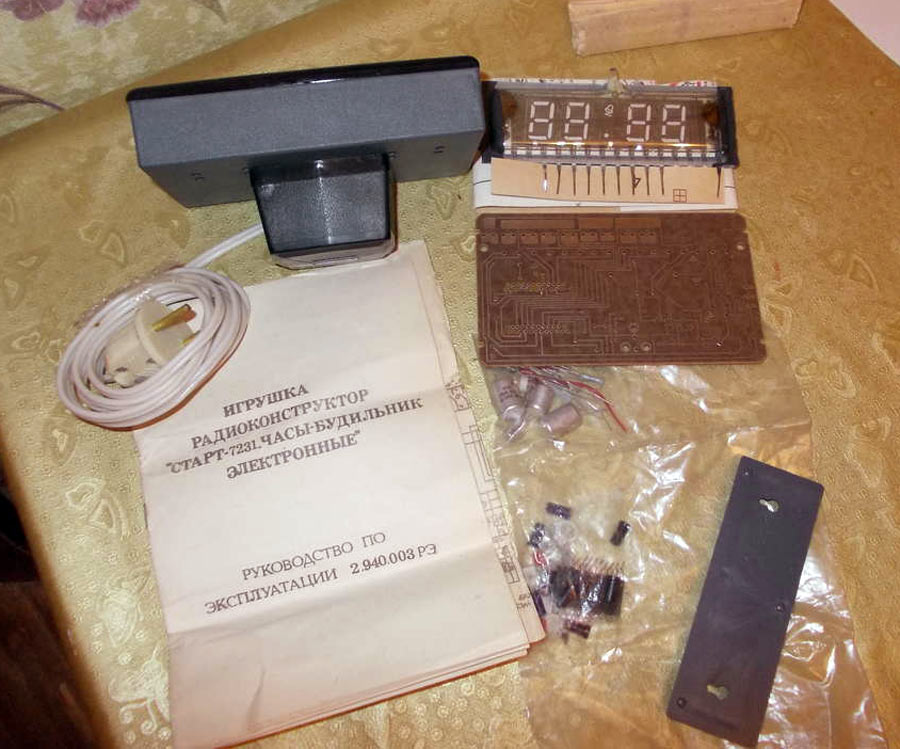 ИГРУШКА
РАДИОКОНСТРУКТОР
"СТАРТ-7231 ЧАСЫ-БУДИЛЬНИК
ЭЛЕКТРОННЫЕ"
РУКОВОДСТВО ПО
ЭКСПЛУАТАЦИИ 2.940.003 РЭ